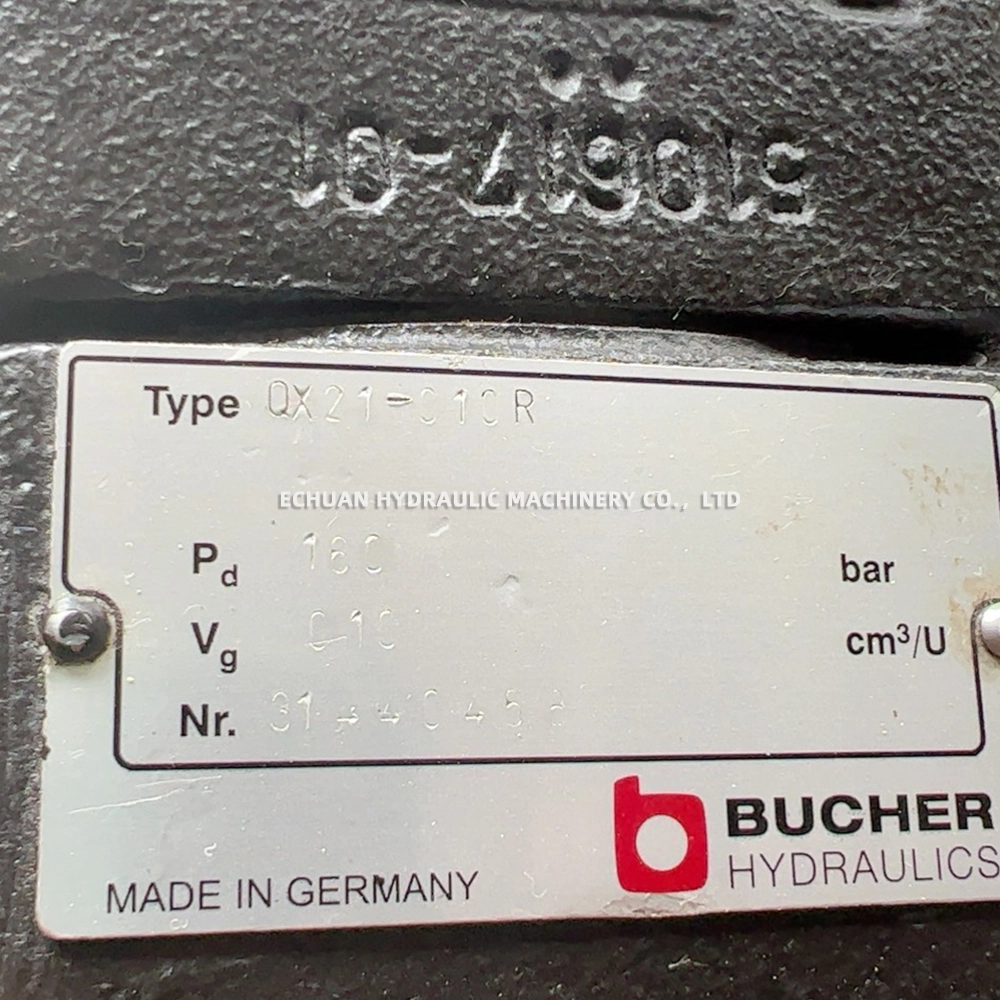 Type QX21-010R
ECHUAN HYDRAULIC MACHINERY CO., LTD
Pd 160 bar
Vg 010 cm³/U
Nr.
BUCHER
HYDRAULICS
MADE IN GERMANY